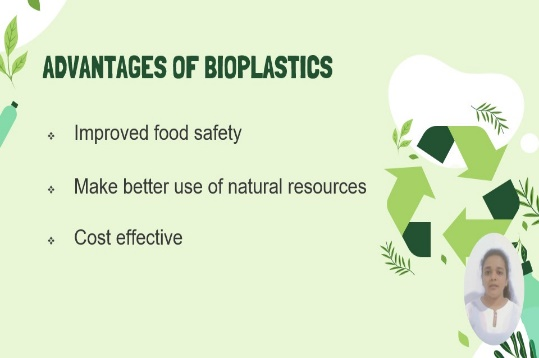 ADVANTAGES OF BIOPLASTICS
Improved food safety
Make better use of natural resources
Cost effective